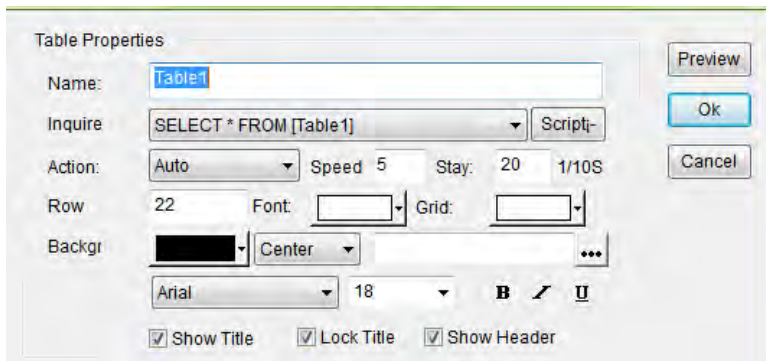 Table Properties
Preview
Name: Table1
Ok
Inquire SELECT * FROM [Table1]
Action: Auto Speed 5 Stay: 20 1/10S
Cancel
Row 22 Font: Grid:
Backgr Center ...
Arial 18 B I U
Show Title Lock Title Show Header